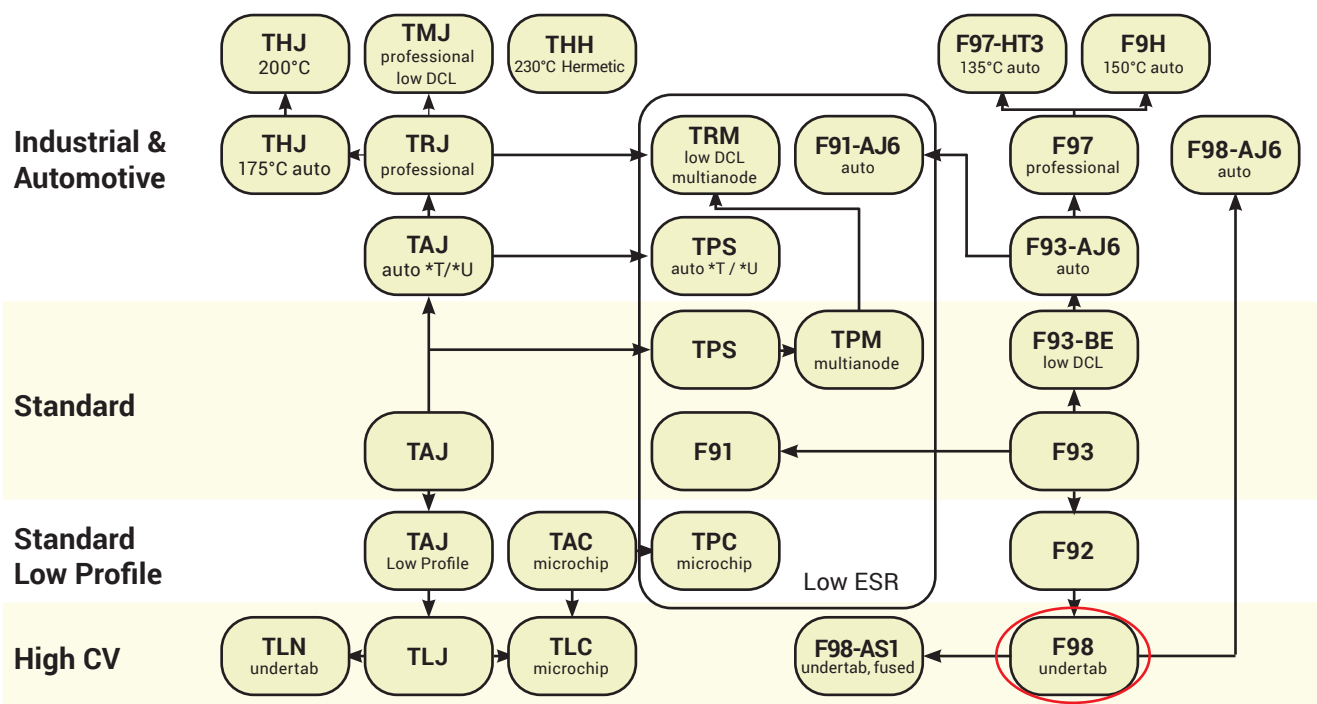 THJ
200°C
TMJ
professional
low DCL
THH
230°C Hermetic
F97-HT3
135°C auto
F9H
150°C auto
Industrial &
Automotive
THJ
175°C auto
TRJ
professional
TRM
low DCL
multianode
F91-AJ6
auto
F97
professional
F98-AJ6
auto
TAJ
auto *T/*U
TPS
auto *T / *U
F93-AJ6
auto
Standard
TPS
TPM
multianode
F93-BE
low DCL
TAJ
F91
F93
Standard
Low Profile
TAJ
Low Profile
TAC
microchip
TPC
microchip
F92
Low ESR
High CV
TLN
undertab
TLJ
TLC
microchip
F98-AS1
undertab, fused
F98
undertab